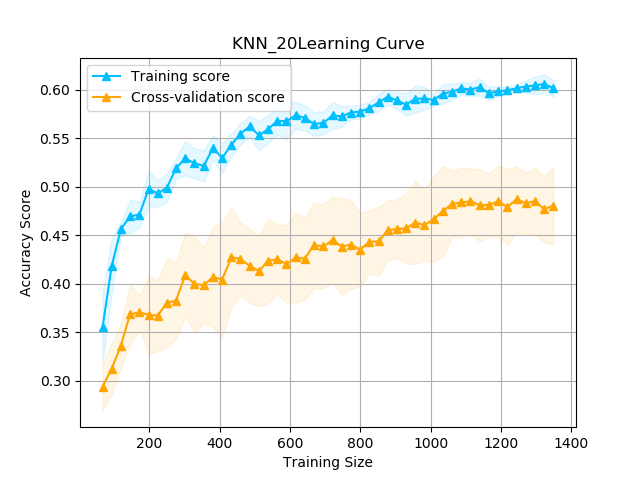 KNN_20Learning Curve
Training score
Cross-validation score
0.60
0.55
0.50
0.45
0.40
0.35
0.30
Accuracy Score
200 400 600 800 1000 1200 1400
Training Size